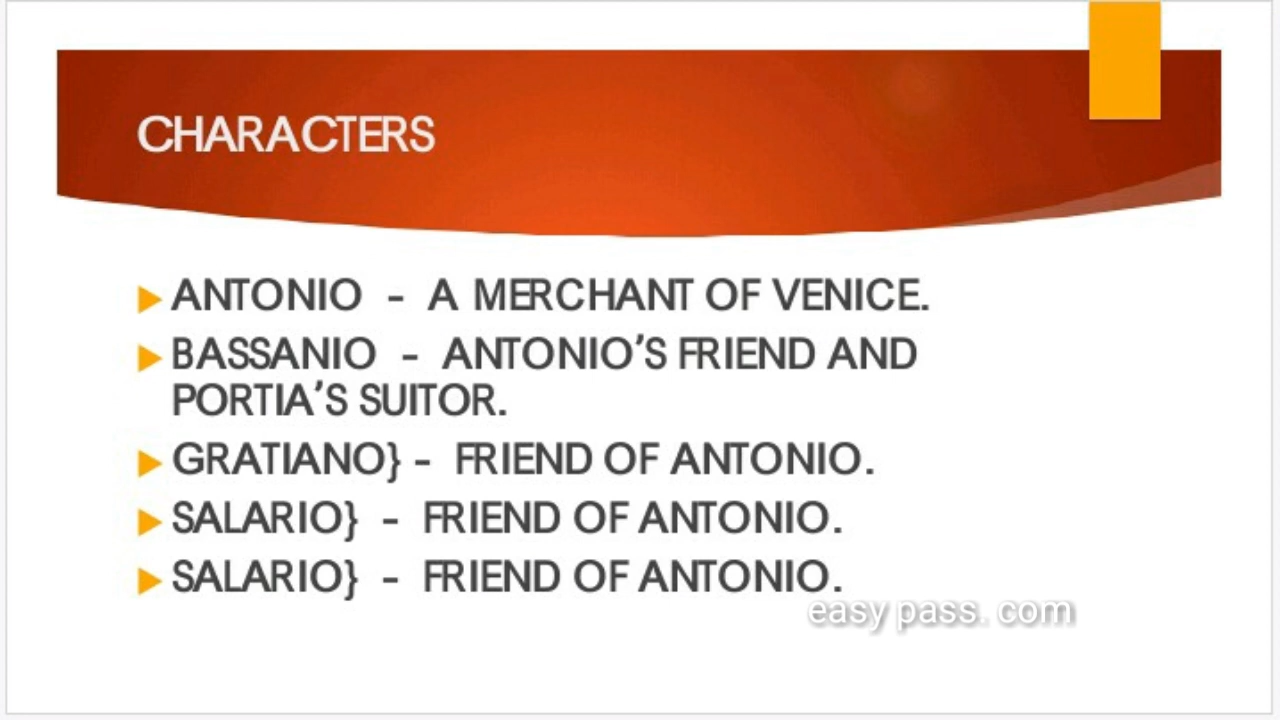 CHARACTERS
ANTONIO - A MERCHANT OF VENICE.
BASSANIO - ANTONIO'S FRIEND AND
PORTIA'S SUITOR.
GRATIANO} - FRIEND OF ANTONIO.
SALARIO} - FRIEND OF ANTONIO.
SALARIO} - FRIEND OF ANTONIO.
easy pass. com